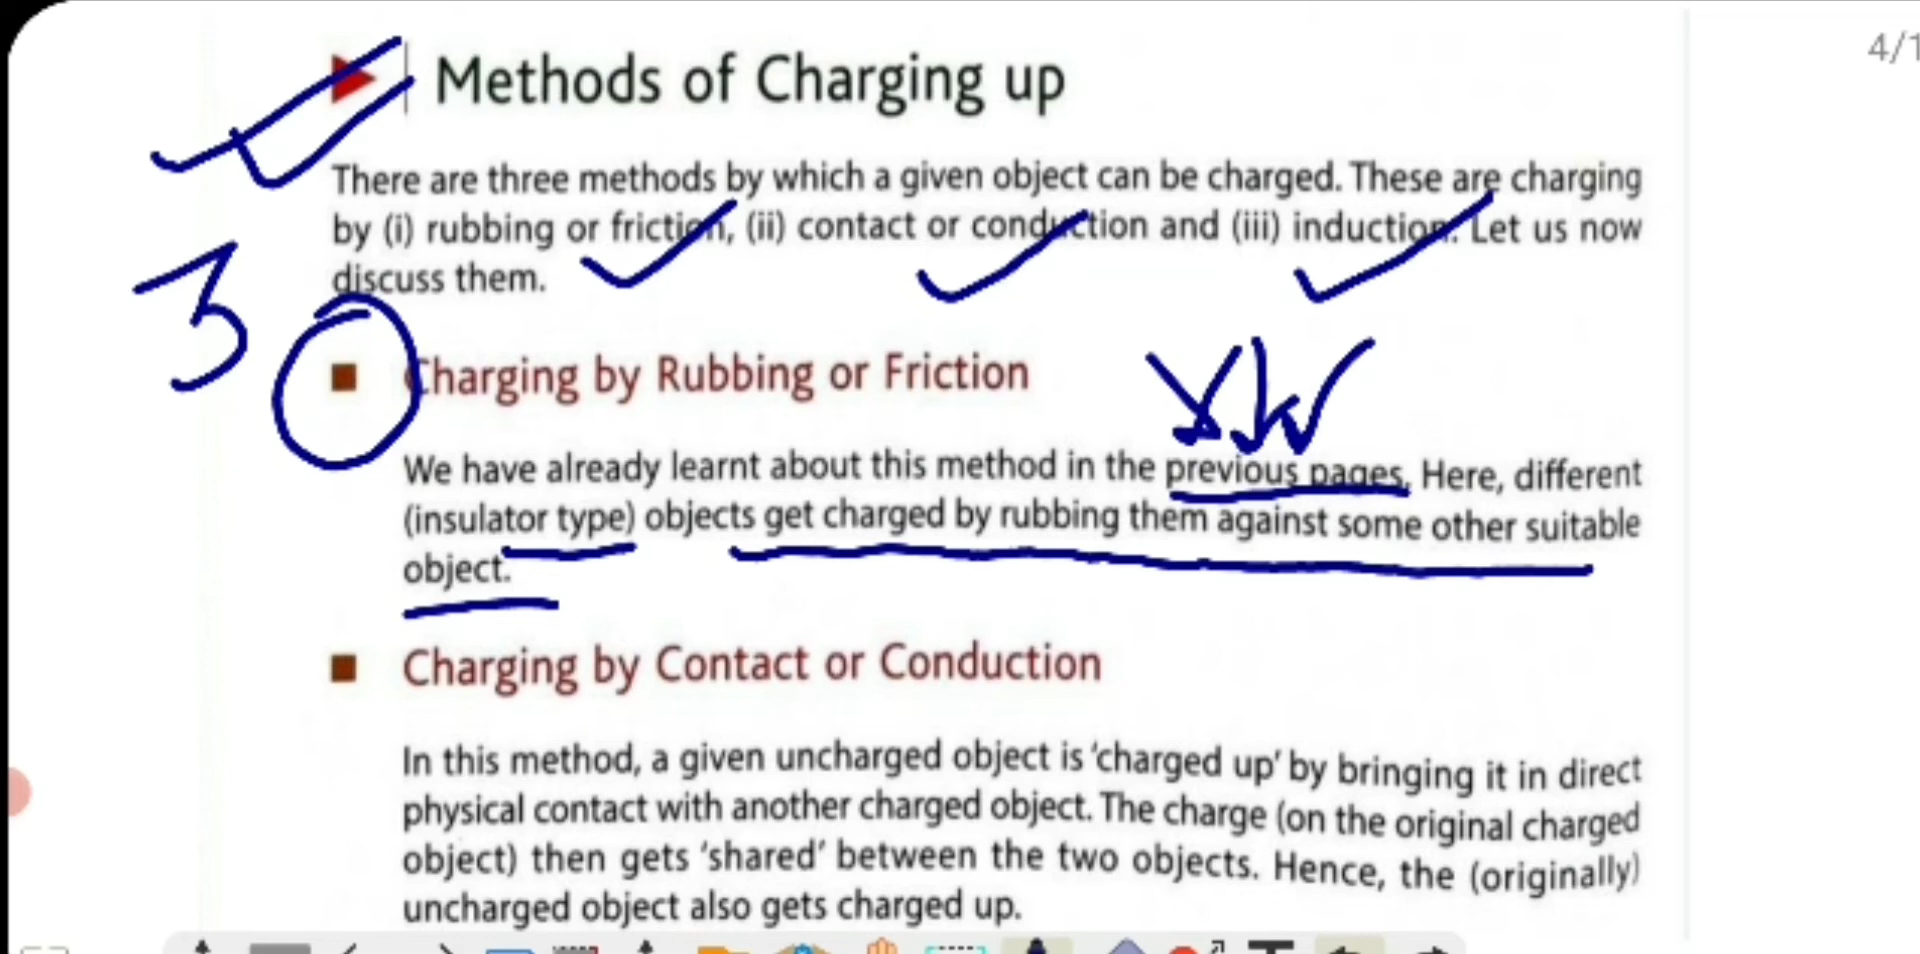 4/1
Methods of Charging up
There are three methods by which a given object can be charged. These are charging
by (i) rubbing or friction, (ii) contact or conduction and (iii) induction. Let us now
discuss them.
3
Charging by Rubbing or Friction
We have already learnt about this method in the previous pages. Here, different
(insulator type) objects get charged by rubbing them against some other suitable
object.
Charging by Contact or Conduction
In this method, a given uncharged object is ‘charged up’ by bringing it in direct
physical contact with another charged object. The charge (on the original charged
object) then gets ‘shared’ between the two objects. Hence, the (originally)
uncharged object also gets charged up.